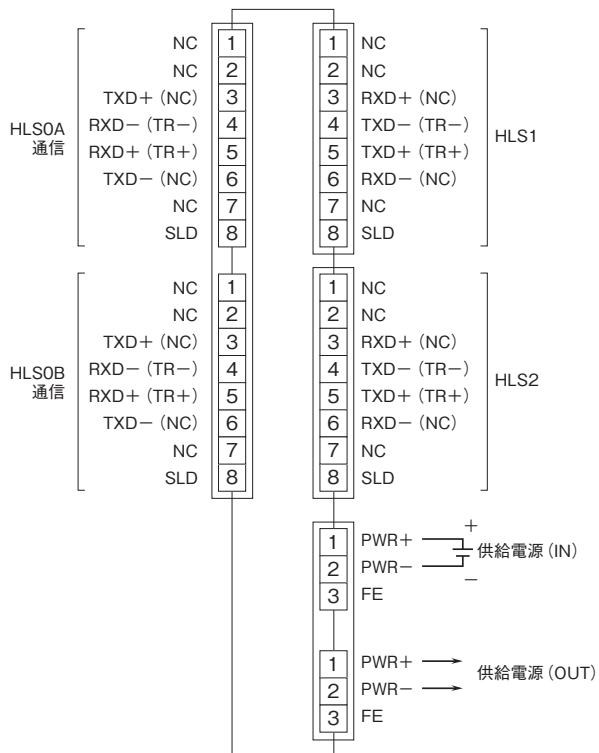 HLS0A
通信
NC 1
NC 2
TXD＋（NC） 3
RXD－（TR－） 4
RXD＋（TR＋） 5
TXD－（NC） 6
NC 7
SLD 8
HLS0B
通信
NC 1
NC 2
TXD＋（NC） 3
RXD－（TR－） 4
RXD＋（TR＋） 5
TXD－（NC） 6
NC 7
SLD 8
1 NC
2 NC
3 RXD＋（NC）
4 TXD－（TR－）
5 TXD＋（TR＋）
6 RXD－（NC）
7 NC
8 SLD
HLS1
1 NC
2 NC
3 RXD＋（NC）
4 TXD－（TR－）
5 TXD＋（TR＋）
6 RXD－（NC）
7 NC
8 SLD
HLS2
1 PWR＋ ＋
2 PWR－ －
3 FE
供給電源（IN）
1 PWR＋
2 PWR－
3 FE
供給電源（OUT）